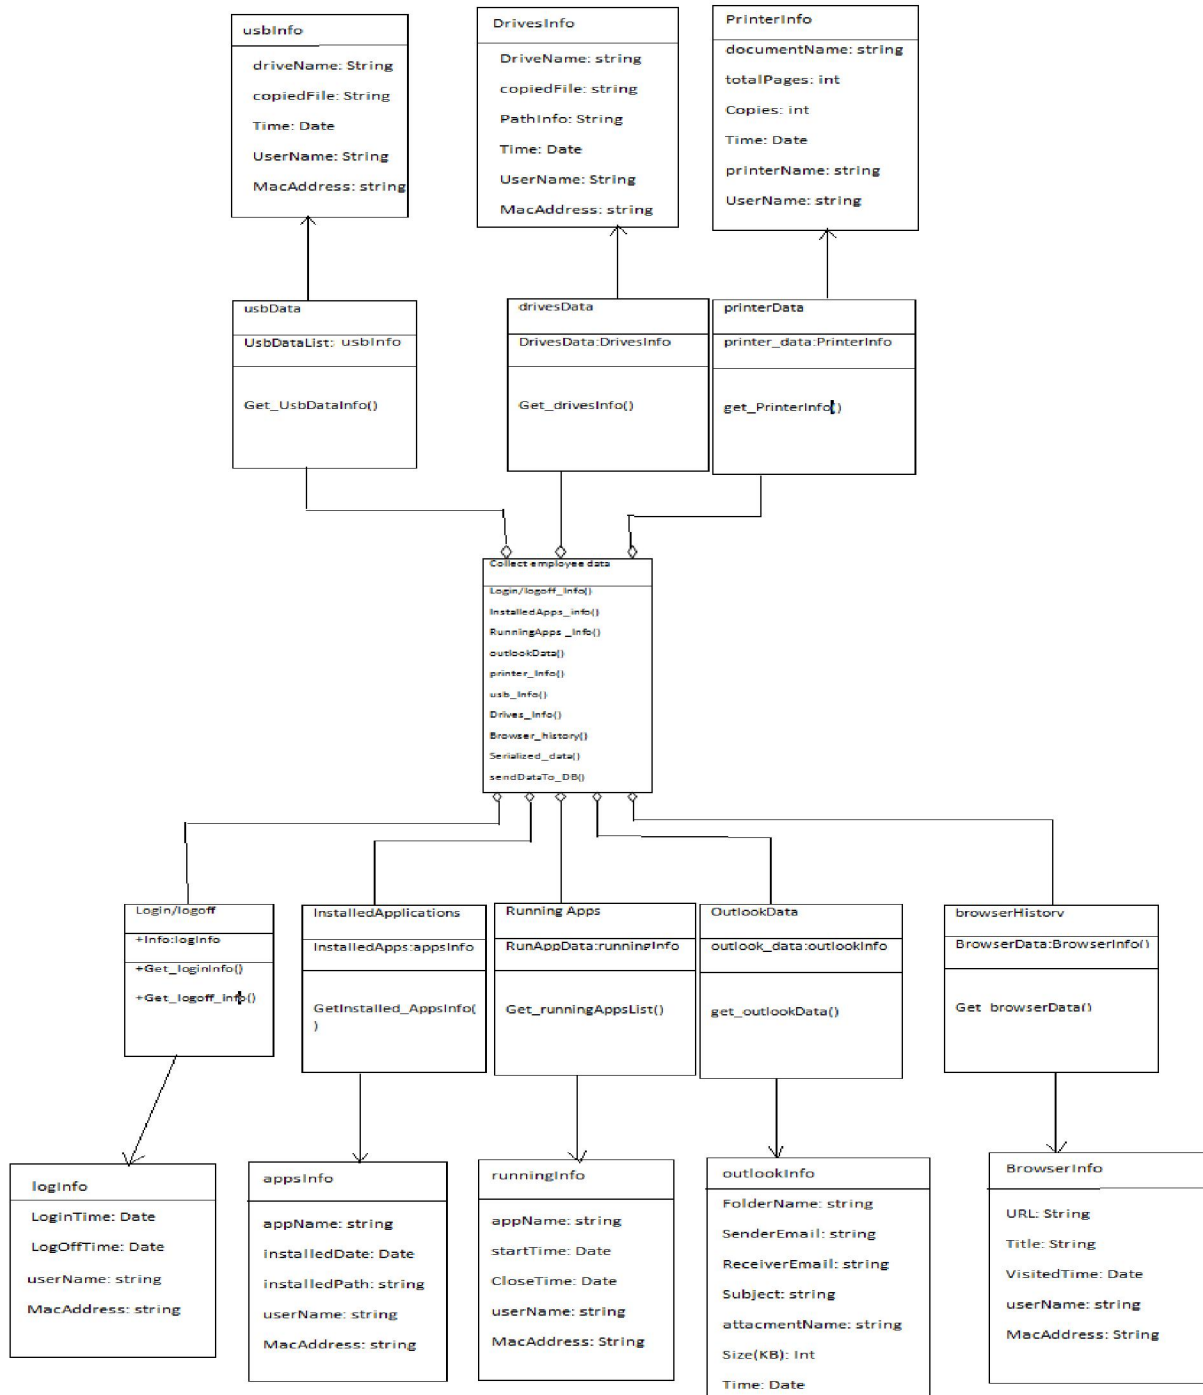 usbInfo
driveName: String
copiedFile: String
Time: Date
UserName: String
MacAddress: string
DrivesInfo
DriveName: string
copiedFile: string
PathInfo: String
Time: Date
UserName: String
MacAddress: string
PrinterInfo
documentName: string
totalPages: int
Copies: int
Time: Date
printerName: string
UserName: string
usbData
UsbDataList: usbInfo
Get_UsbDataInfo()
drivesData
DrivesData:DrivesInfo
Get_drivesInfo()
printerData
printer_data:PrinterInfo
get_PrinterInfo()
Collect employee data
Login/logoff_Info()
InstalledApps_info()
RunningApps _Info()
outlookData()
printer_Info()
usb_Info()
Drives_Info()
Browser_history()
Serialized_data()
sendDataTo_DB()
Login/logoff
+Info:logInfo
+Get_loginInfo()
+Get_logoff_info()
InstalledApplications
InstalledApps:appsInfo
GetInstalled_AppsInfo(
)
Running Apps
RunAppData:runningInfo
Get_runningAppsList()
OutlookData
outlook_data:outlookInfo
get_outlookData()
browserHistory
BrowserData:BrowserInfo()
Get_browserData()
logInfo
LoginTime: Date
LogOffTime: Date
userName: string
MacAddress: string
appsInfo
appName: string
installedDate: Date
installedPath: string
userName: string
MacAddress: string
runningInfo
appName: string
startTime: Date
CloseTime: Date
userName: string
MacAddress: String
outlookInfo
FolderName: string
SenderEmail: string
ReceiverEmail: string
Subject: string
attacmentName: string
Size(KB): Int
Time: Date
BrowserInfo
URL: String
Title: String
VisitedTime: Date
userName: string
MacAddress: String